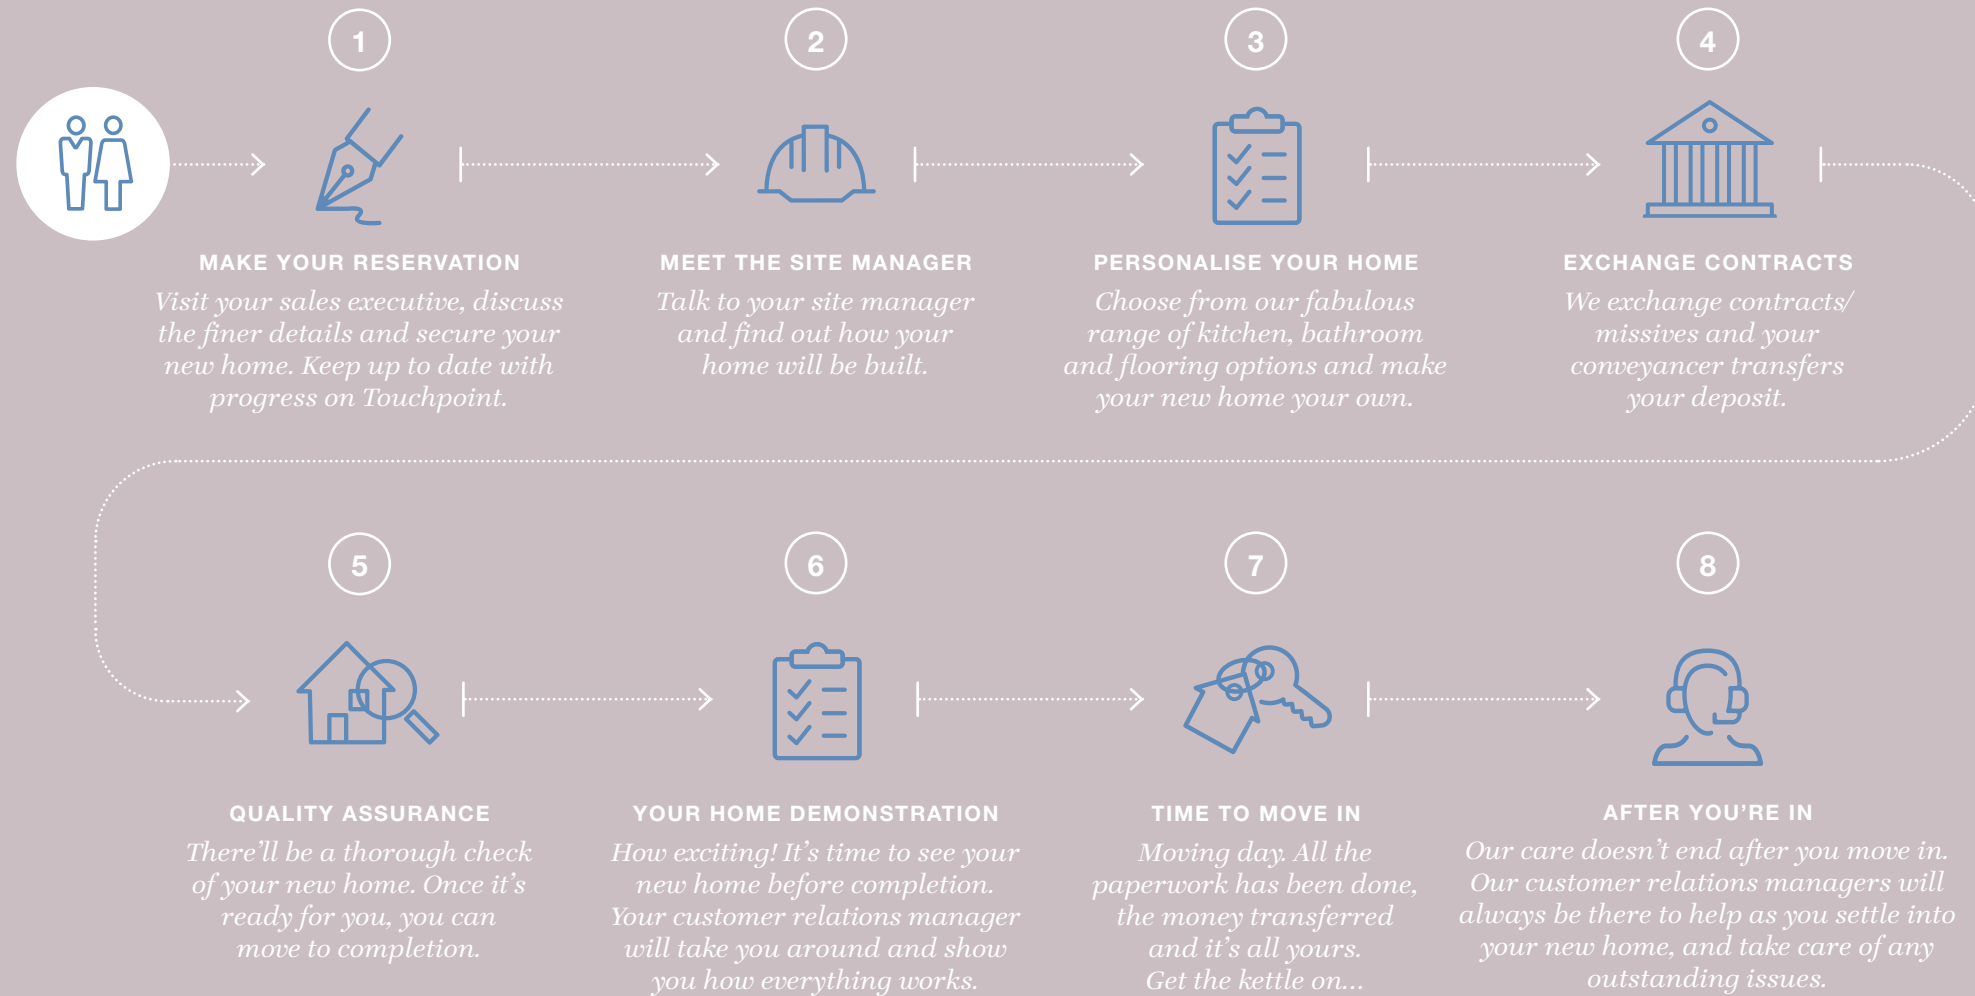 1
MAKE YOUR RESERVATION
Visit your sales executive, discuss
the finer details and secure your
new home. Keep up to date with
progress on Touchpoint.
2
MEET THE SITE MANAGER
Talk to your site manager
and find out how your
home will be built.
3
PERSONALISE YOUR HOME
Choose from our fabulous
range of kitchen, bathroom
and flooring options and make
your new home your own.
4
EXCHANGE CONTRACTS
We exchange contracts/
missives and your
conveyancer transfers
your deposit.
5
QUALITY ASSURANCE
There’ll be a thorough check
of your new home. Once it’s
ready for you, you can
move to completion.
6
YOUR HOME DEMONSTRATION
How exciting! It’s time to see your
new home before completion.
Your customer relations manager
will take you around and show
you how everything works.
7
TIME TO MOVE IN
Moving day. All the
paperwork has been done,
the money transferred
and it’s all yours.
Get the kettle on…
8
AFTER YOU’RE IN
Our care doesn’t end after you move in.
Our customer relations managers will
always be there to help as you settle into
your new home, and take care of any
outstanding issues.